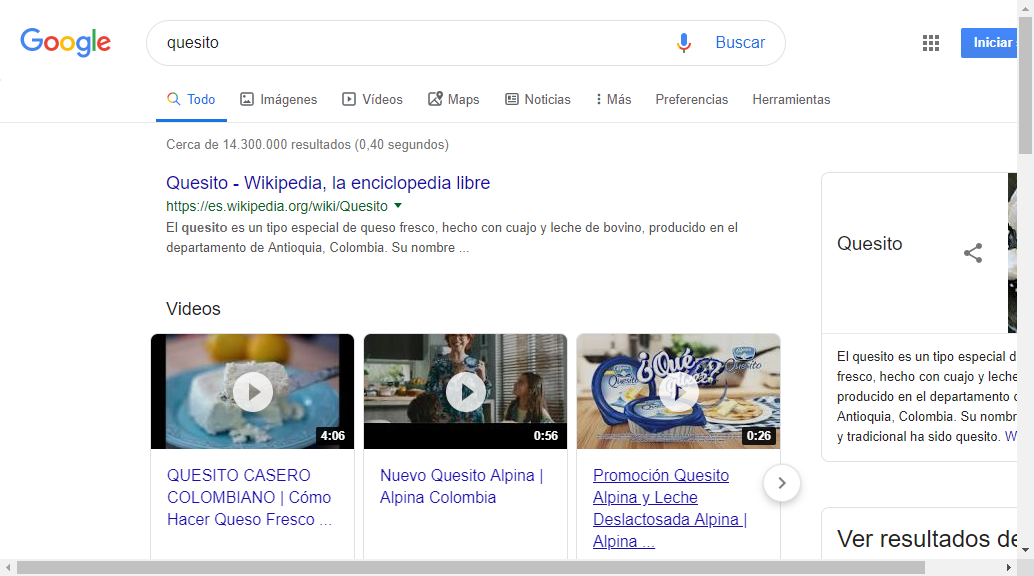 Google
quesito
Buscar
Iniciar
Todo
Imágenes
Vídeos
Maps
Noticias
Más
Preferencias
Herramientas
Cerca de 14.300.000 resultados (0,40 segundos)
Quesito - Wikipedia, la enciclopedia libre
https://es.wikipedia.org/wiki/Quesito
El quesito es un tipo especial de queso fresco, hecho con cuajo y leche de bovino, producido en el
departamento de Antioquia, Colombia. Su nombre ...
Videos
4:06
QUESITO CASERO
COLOMBIANO | Cómo
Hacer Queso Fresco ...
0:56
Nuevo Quesito Alpina |
Alpina Colombia
¿Qué
Quesito
Quesito
0:26
Promoción Quesito
Alpina y Leche
Deslactosada Alpina |
Alpina ...
Quesito
El quesito es un tipo especial d
fresco, hecho con cuajo y leche
producido en el departamento
Antioquia, Colombia. Su nombr
y tradicional ha sido quesito. W
Ver resultados de